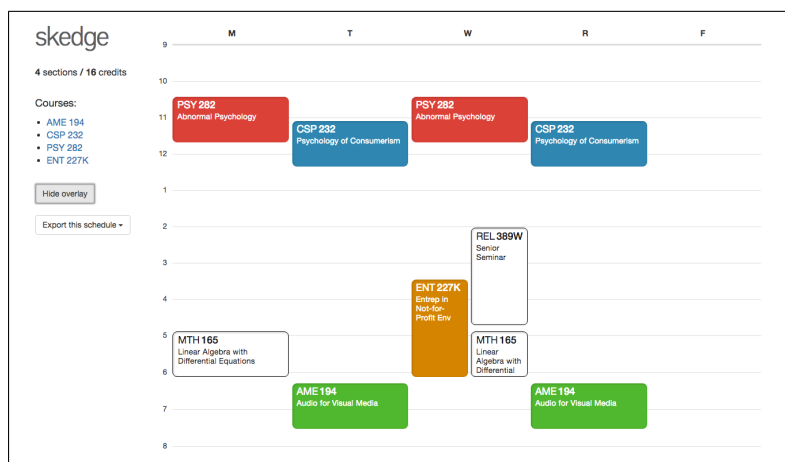 skedge
4 sections / 16 credits
Courses:
• AME 194
• CSP 232
• PSY 282
• ENT 227K
Hide overlay
Export this schedule
M T W R F
9
10
11
12
1
2
3
4
5
6
7
8
PSY 282
Abnormal Psychology
MTH 165
Linear Algebra with
Differential Equations
CSP 232
Psychology of Consumerism
AME 194
Audio for Visual Media
PSY 282
Abnormal Psychology
ENT 227K
Entrep in
Not-for-
Profit Env
REL 389W
Senior
Seminar
MTH 165
Linear
Algebra with
Differential
CSP 232
Psychology of Consumerism
AME 194
Audio for Visual Media